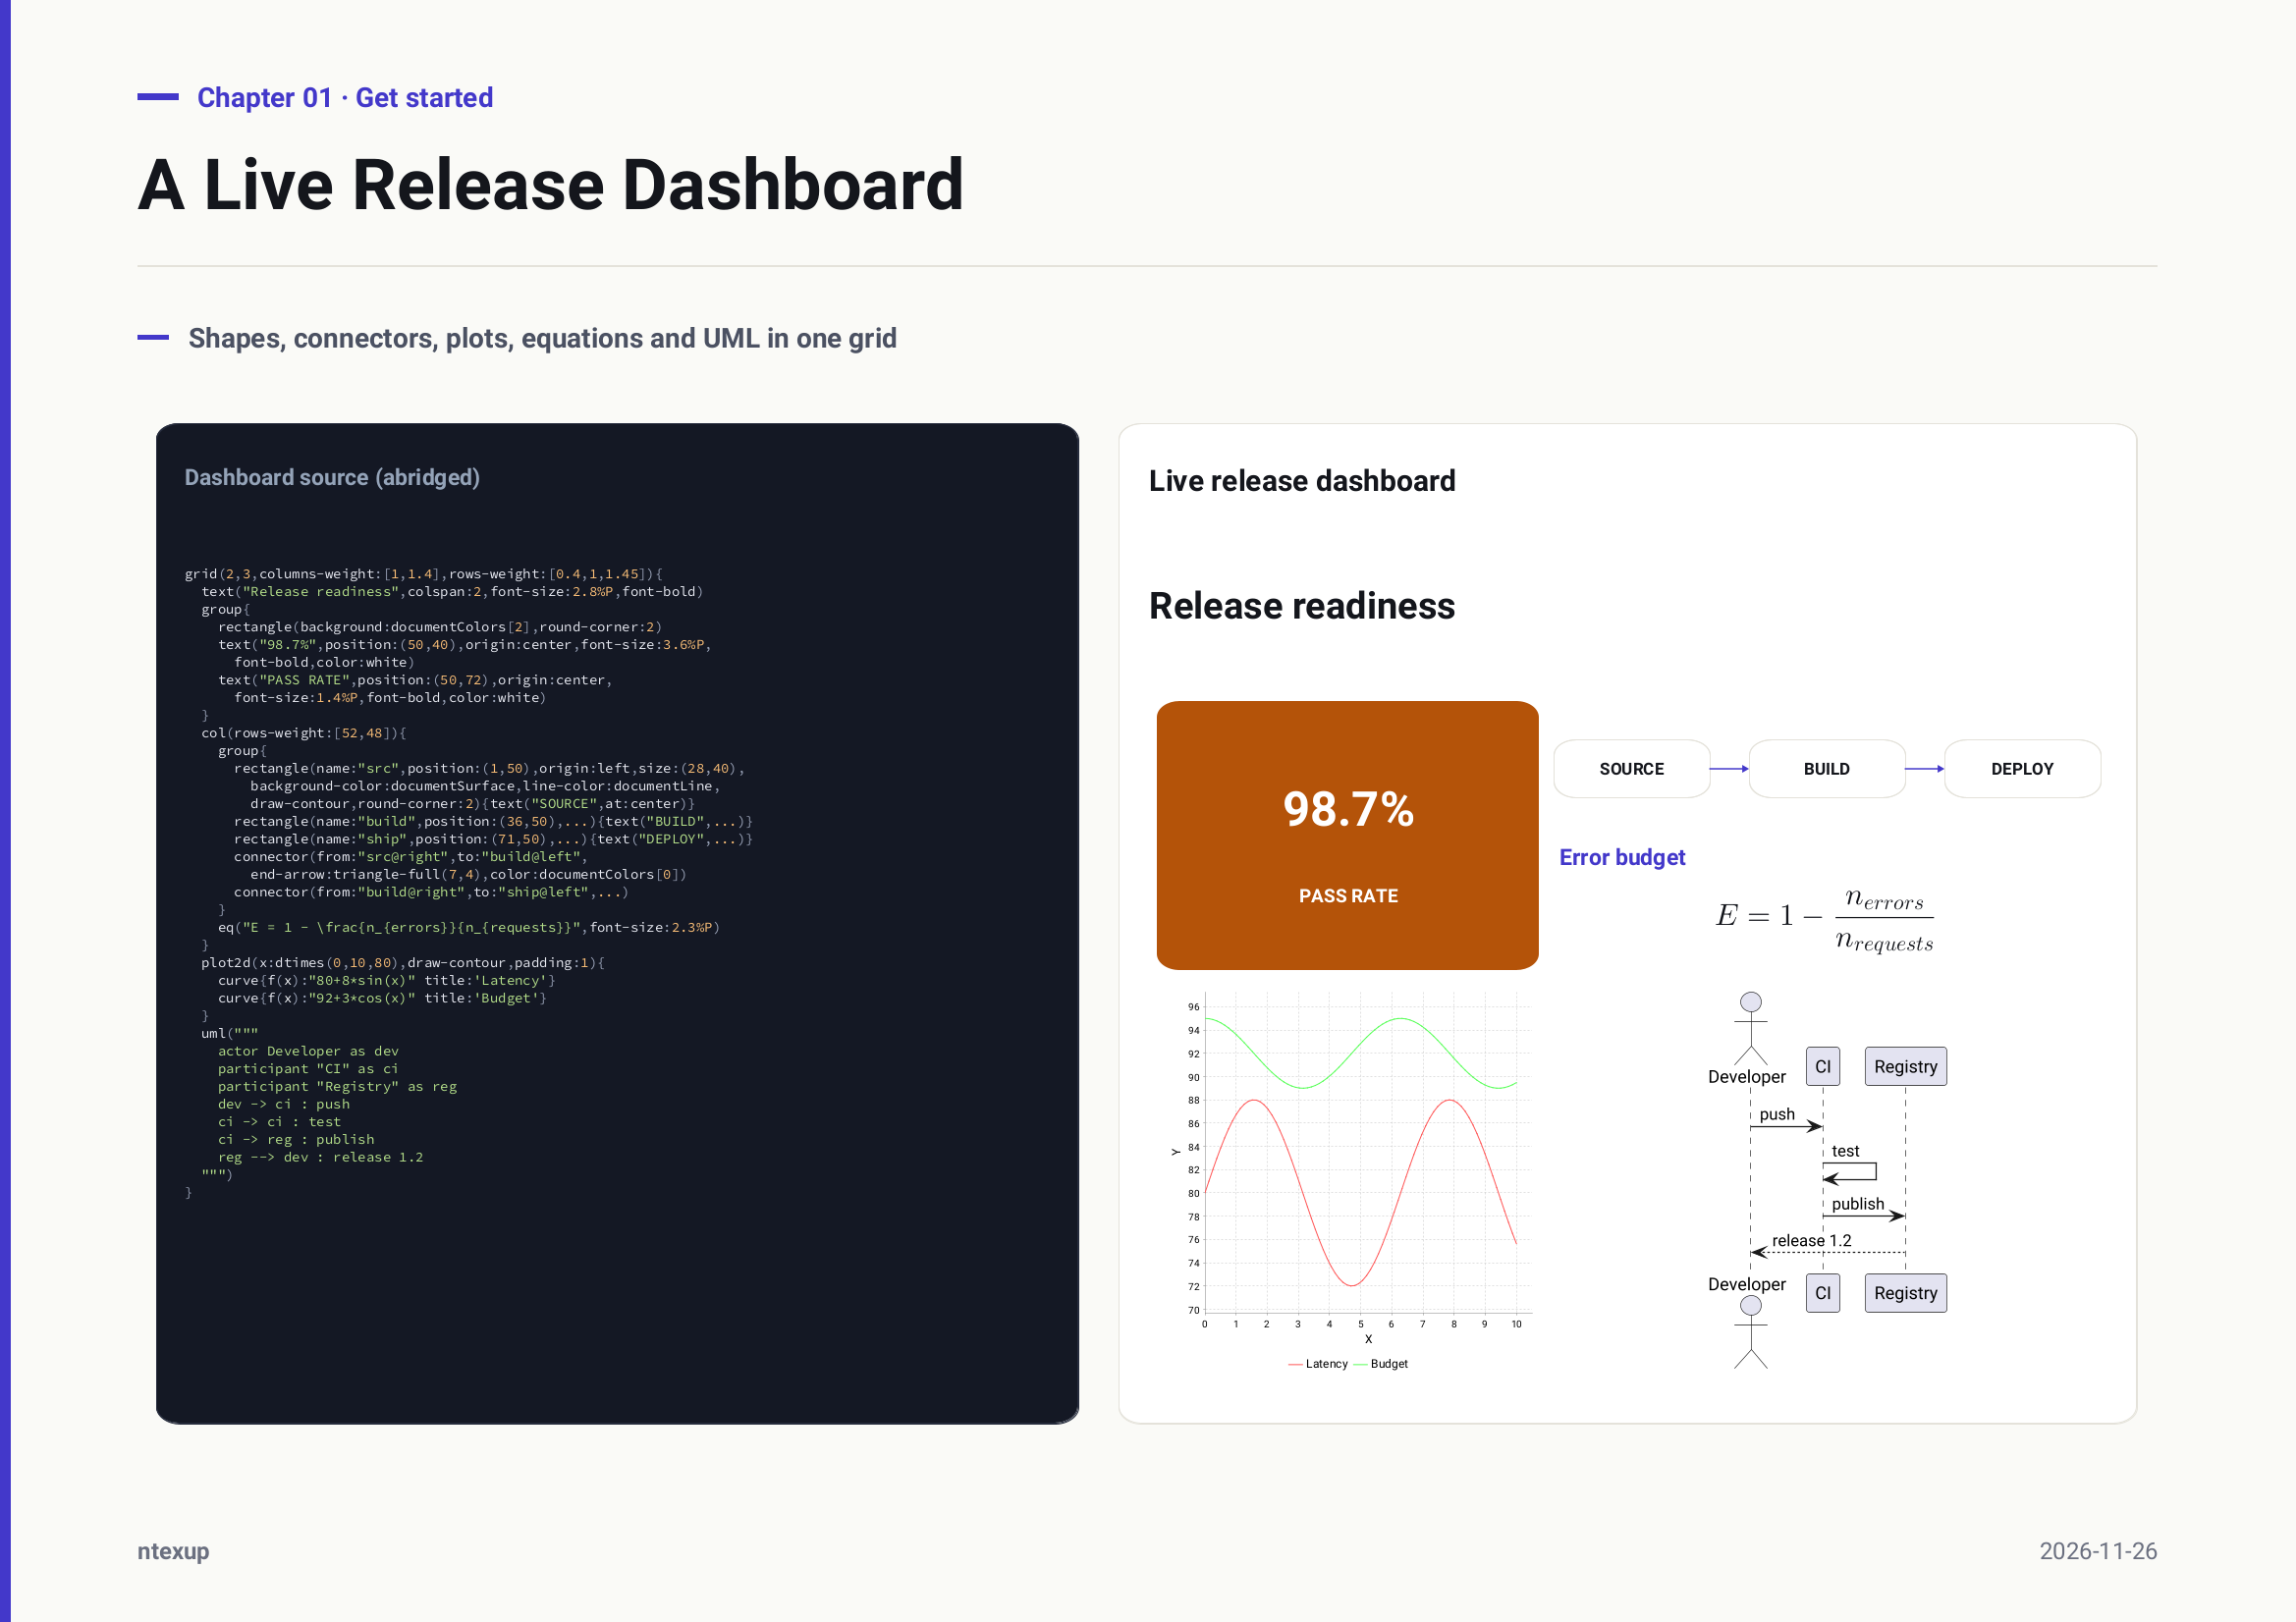 Chapter 01 · Get started
A Live Release Dashboard
Shapes, connectors, plots, equations and UML in one grid
Dashboard source (abridged)
grid(2,3,columns-weight:[1,1.4],rows-weight:[0.4,1,1.45]){
  text("Release readiness",colspan:2,font-size:2.8%P,font-bold)
  group{
    rectangle(background:documentColors[2],round-corner:2)
    text("98.7%",position:(50,40),origin:center,font-size:3.6%P,
      font-bold,color:white)
    text("PASS RATE",position:(50,72),origin:center,
      font-size:1.4%P,font-bold,color:white)
  }
  col(rows-weight:[52,48]){
    group{
      rectangle(name:"src",position:(1,50),origin:left,size:(28,40),
        background-color:documentSurface,line-color:documentLine,
        draw-contour,round-corner:2){text("SOURCE",at:center)}
      rectangle(name:"build",position:(36,50),...){text("BUILD",...)}
      rectangle(name:"ship",position:(71,50),...){text("DEPLOY",...)}
      connector(from:"src@right",to:"build@left",
        end-arrow:triangle-full(7,4),color:documentColors[0])
      connector(from:"build@right",to:"ship@left",...)
    }
    eq("E = 1 - \frac{n_{errors}}{n_{requests}}",font-size:2.3%P)
  }
  plot2d(x:dtimes(0,10,80),draw-contour,padding:1){
    curve{f(x):"80+8*sin(x)" title:'Latency'}
    curve{f(x):"92+3*cos(x)" title:'Budget'}
  }
  uml("""
    actor Developer as dev
    participant "CI" as ci
    participant "Registry" as reg
    dev -> ci : push
    ci -> ci : test
    ci -> reg : publish
    reg --> dev : release 1.2
  """)
}
Live release dashboard
Release readiness
98.7%
PASS RATE
SOURCE BUILD DEPLOY
Error budget
E = 1 − n_errors / n_requests
96
94
92
90
88
86
84
82
80
78
76
74
72
70
Y
0 1 2 3 4 5 6 7 8 9 10
X
Latency Budget
Developer CI Registry
push
test
publish
release 1.2
Developer CI Registry
ntexup
2026-11-26